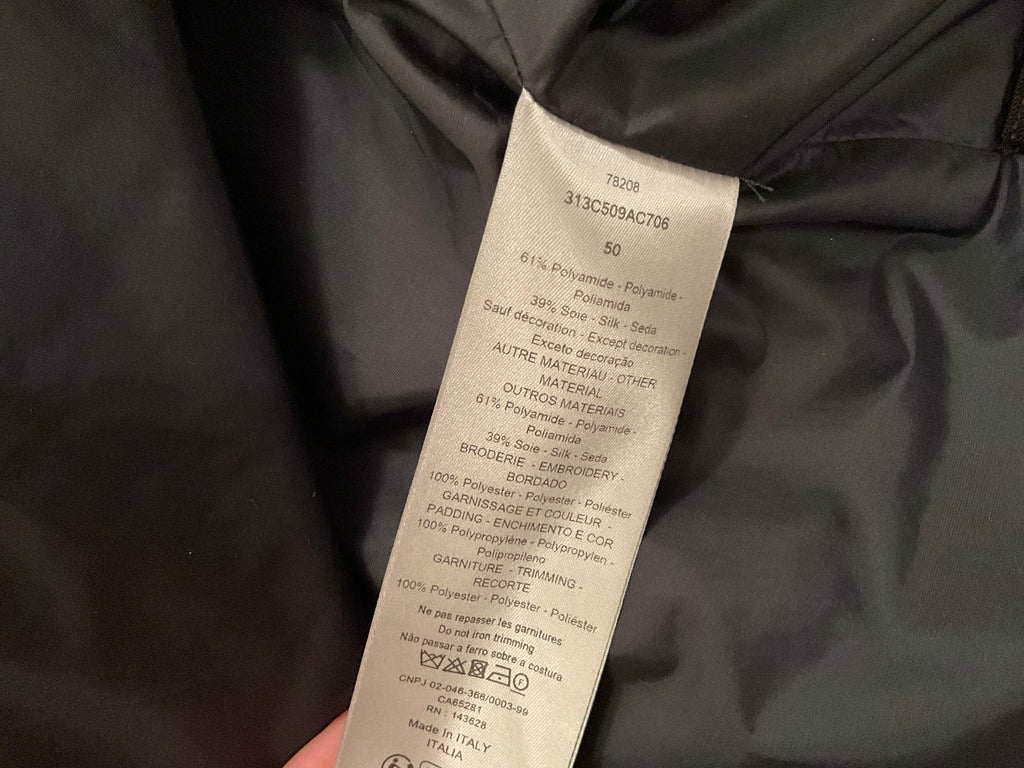 78208
313C509AC706
50
61% Polyamide - Polyamide -
Poliamida
39% Soie - Silk - Seda
Sauf décoration - Except decoration -
Exceto decoração
AUTRE MATERIAU - OTHER
MATERIAL
OUTROS MATERIAIS
61% Polyamide - Polyamide -
Poliamida
39% Soie - Silk - Seda
BRODERIE - EMBROIDERY -
BORDADO
100% Polyester - Polyester - Poliéster
GARNISSAGE ET COULEUR -
PADDING - ENCHIMENTO E COR
100% Polypropylène - Polypropylen -
Polipropileno
GARNITURE - TRIMMING -
RECORTE
100% Polyester - Polyester - Poliéster
Ne pas repasser les garnitures
Do not iron trimming
Não passar a ferro sobre a costura
F
CNPJ 02-046-368/0003-99
CA65281
RN : 143628
Made In ITALY
ITALIA